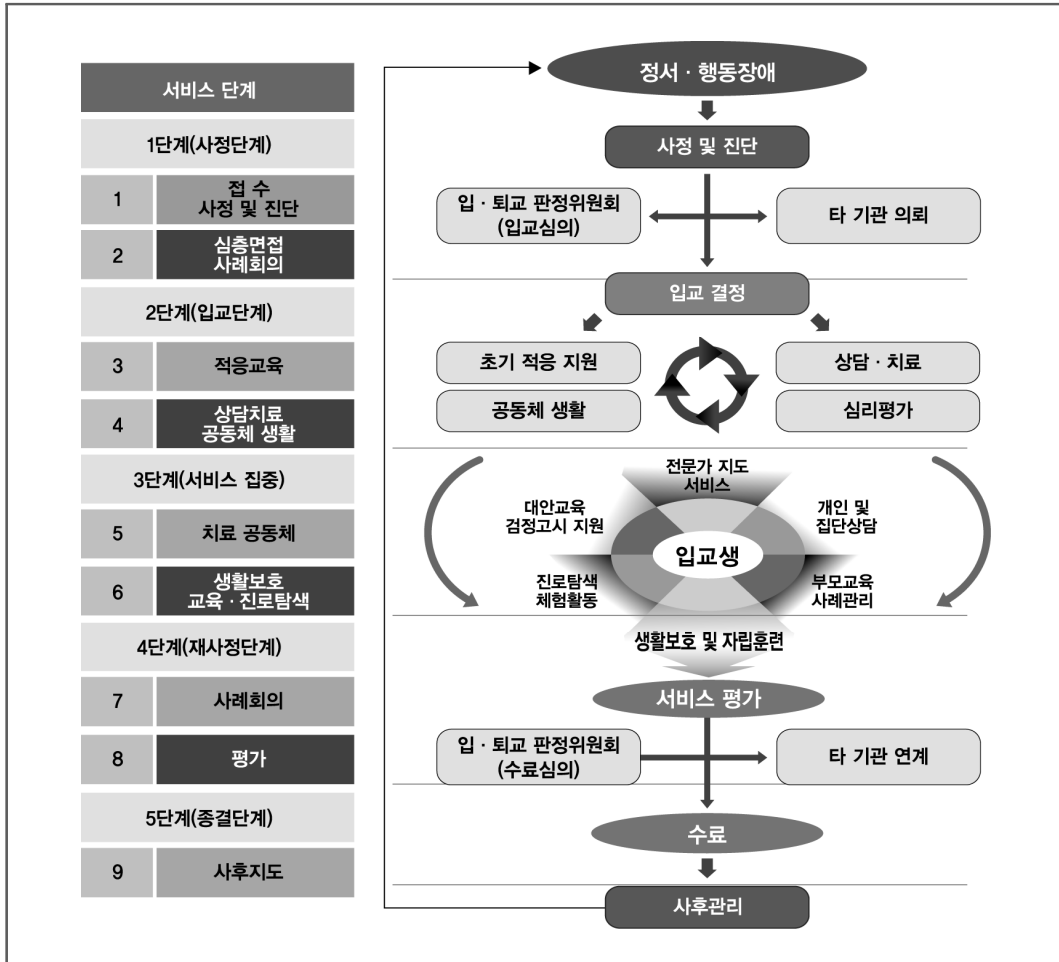 서비스 단계
1단계(사정단계)
1
접 수
사정 및 진단
2
심층면접
사례회의
2단계(입교단계)
3
적응교육
4
상담치료
공동체 생활
3단계(서비스 집중)
5
치료 공동체
6
생활보호
교육 · 진로탐색
4단계(재사정단계)
7
사례회의
8
평가
5단계(종결단계)
9
사후지도
정서 · 행동장애
사정 및 진단
입 · 퇴교 판정위원회
(입교심의)
타 기관 의뢰
입교 결정
초기 적응 지원
상담 · 치료
공동체 생활
심리평가
전문가 지도
서비스
대안교육
검정고시 지원
개인 및
집단상담
입교생
진로탐색
체험활동
부모교육
사례관리
생활보호 및 자립훈련
서비스 평가
입 · 퇴교 판정위원회
(수료심의)
타 기관 연계
수료
사후관리